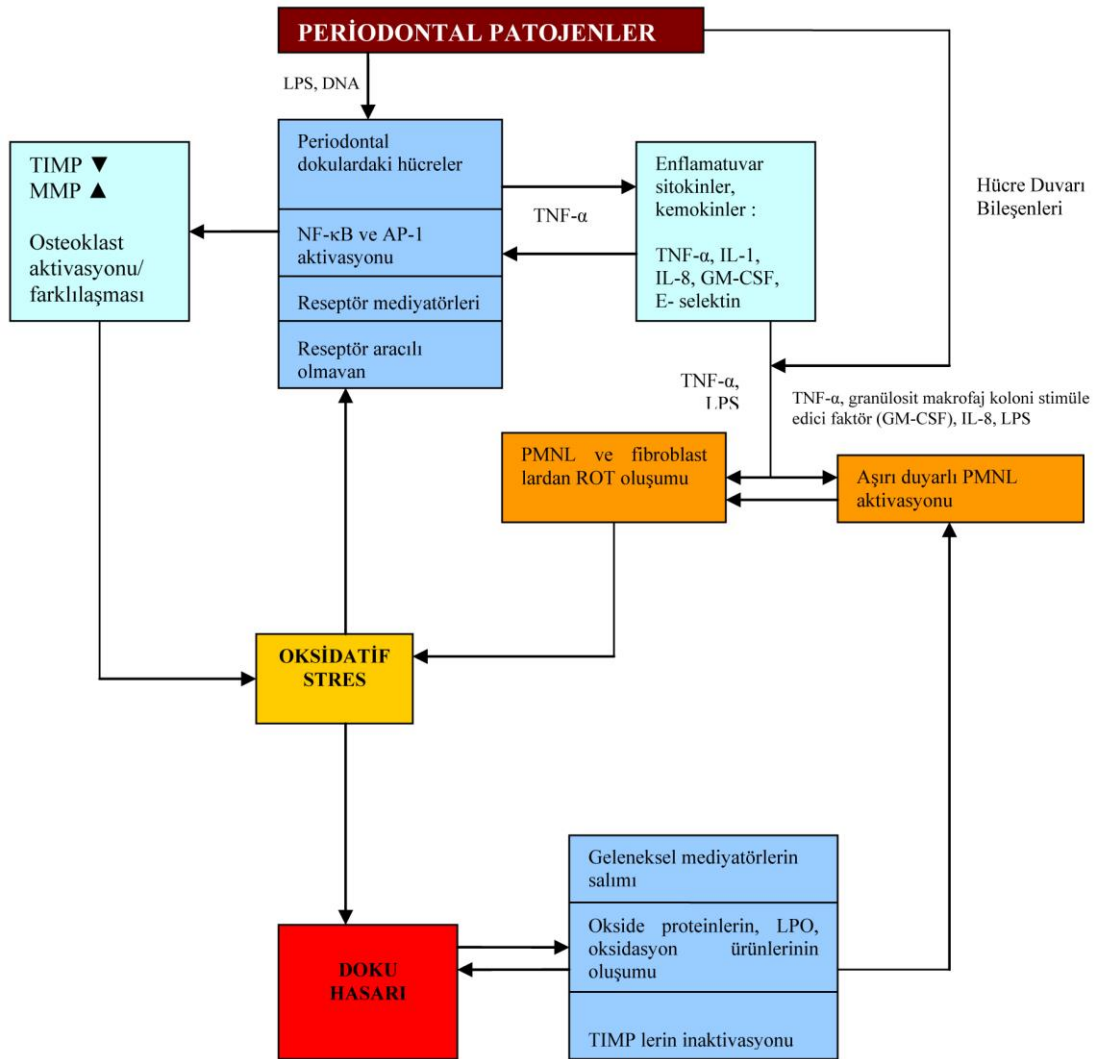 PERİODONTAL PATOJENLER
LPS, DNA
TIMP ▼
MMP ▲
Osteoklast
aktivasyonu/
farklılaşması
Periodontal
dokulardaki hücreler
NF-κB ve AP-1
aktivasyonu
Reseptör mediyatörleri
Reseptör aracılı
olmayan
TNF-α
Enflamatuvar
sitokinler,
kemokinler :
TNF-α, IL-1,
IL-8, GM-CSF,
E- selektin
Hücre Duvarı
Bileşenleri
TNF-α,
LPS
TNF-α, granülosit makrofaj koloni stimüle
edici faktör (GM-CSF), IL-8, LPS
PMNL ve fibroblast
lardan ROT oluşumu
Aşırı duyarlı PMNL
aktivasyonu
OKSİDATİF
STRES
Geleneksel mediyatörlerin
salımı
Okside proteinlerin, LPO,
oksidasyon ürünlerinin
oluşumu
TIMP lerin inaktivasyonu
DOKU
HASARI